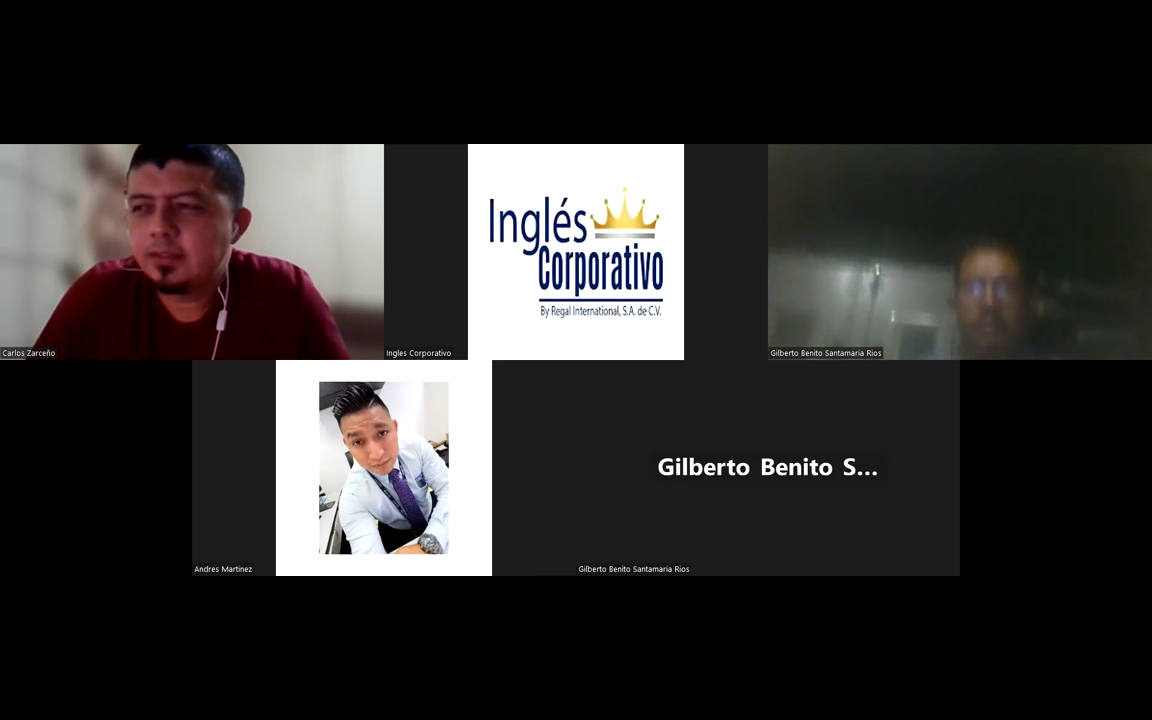 Inglés
Corporativo
By Regal International, S.A. de C.V.
Carlos Zarceño
Ingles Corporativo
Gilberto Benito Santamaria Rios
Gilberto Benito S...
Andres Martinez
Gilberto Benito Santamaria Rios